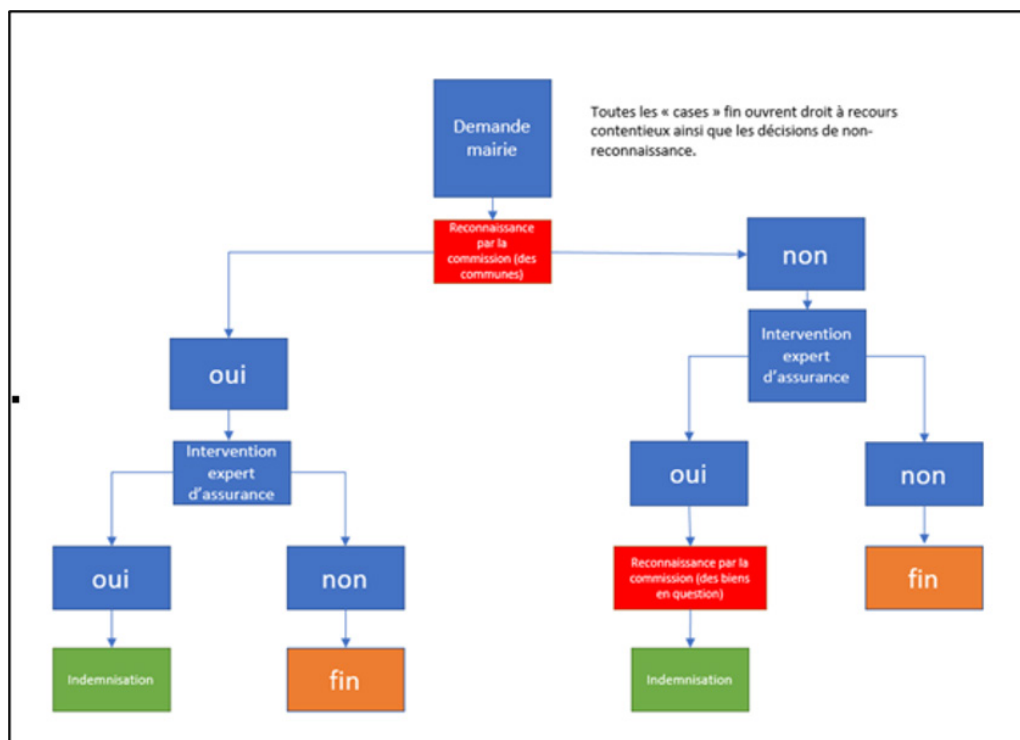 Demande
mairie
Toutes les « cases » fin ouvrent droit à recours
contentieux ainsi que les décisions de non-
reconnaissance.
Reconnaissance
par la
commission (des
communes)
non
Intervention
expert
d'assurance
oui
Intervention
expert
d'assurance
oui
non
oui
non
Reconnaissance par la
commission (des biens
en question)
fin
Indemnisation
fin
Indemnisation